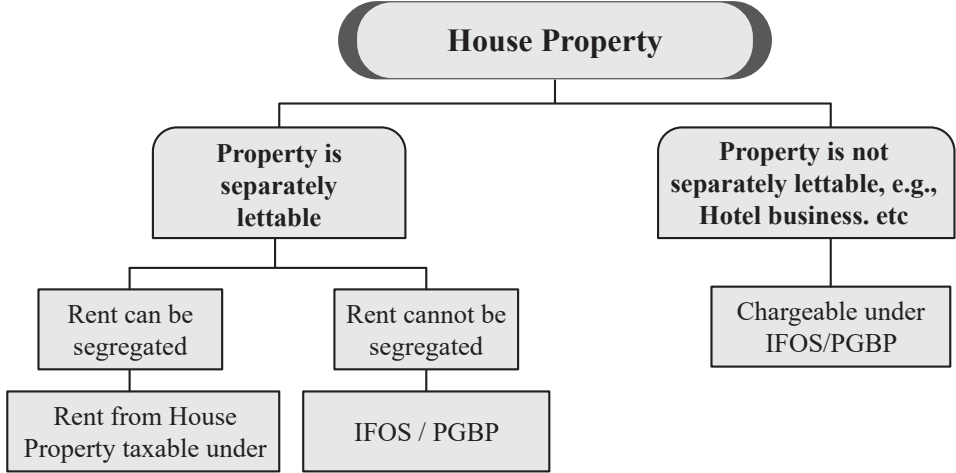 House Property
Property is
separately
lettable
Property is not
separately lettable, e.g.,
Hotel business. etc
Rent can be
segregated
Rent cannot be
segregated
Chargeable under
IFOS/PGBP
Rent from House
Property taxable under
IFOS / PGBP